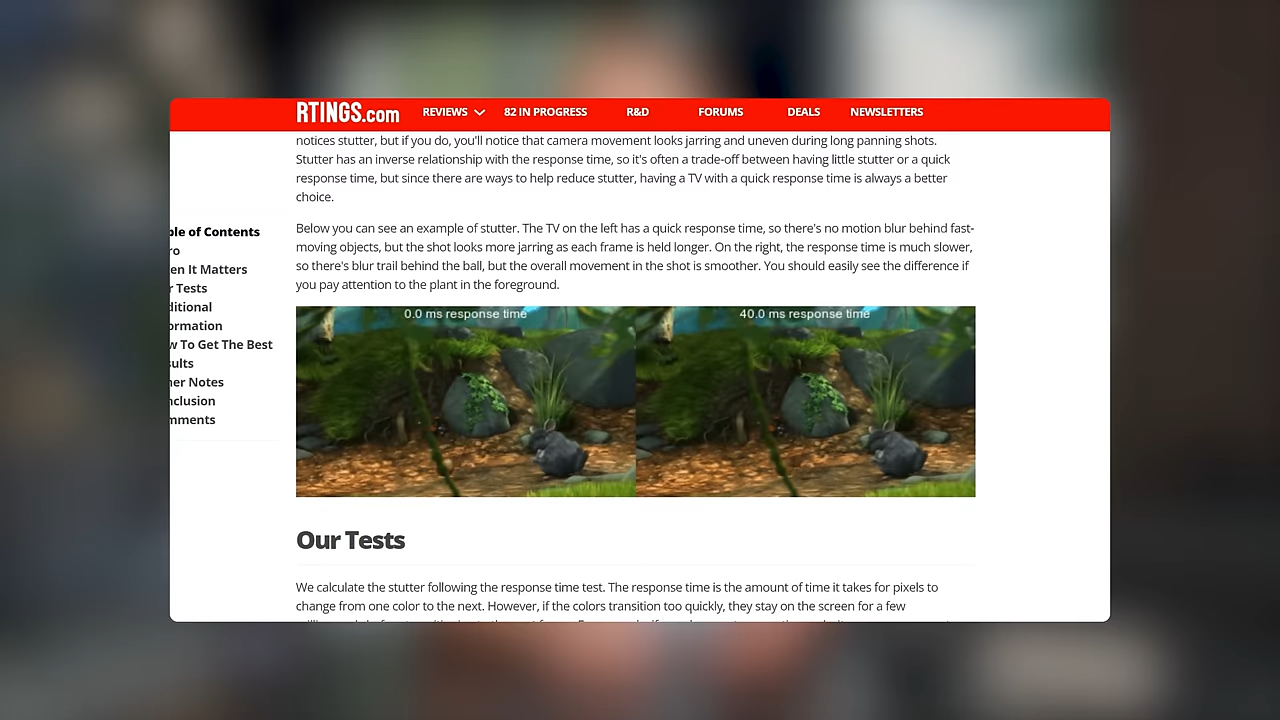 RTINGS.com
REVIEWS
82 IN PROGRESS
R&D
FORUMS
DEALS
NEWSLETTERS
notices stutter, but if you do, you'll notice that camera movement looks jarring and uneven during long panning shots.
Stutter has an inverse relationship with the response time, so it's often a trade-off between having little stutter or a quick
response time, but since there are ways to help reduce stutter, having a TV with a quick response time is always a better
choice.
Below you can see an example of stutter. The TV on the left has a quick response time, so there's no motion blur behind fast-
moving objects, but the shot looks more jarring as each frame is held longer. On the right, the response time is much slower,
so there's blur trail behind the ball, but the overall movement in the shot is smoother. You should easily see the difference if
you pay attention to the plant in the foreground.
ble of Contents
ro
en It Matters
r Tests
ditional
ormation
w To Get The Best
sults
her Notes
nclusion
mments
0.0 ms response time
40.0 ms response time
Our Tests
We calculate the stutter following the response time test. The response time is the amount of time it takes for pixels to
change from one color to the next. However, if the colors transition too quickly, they stay on the screen for a few